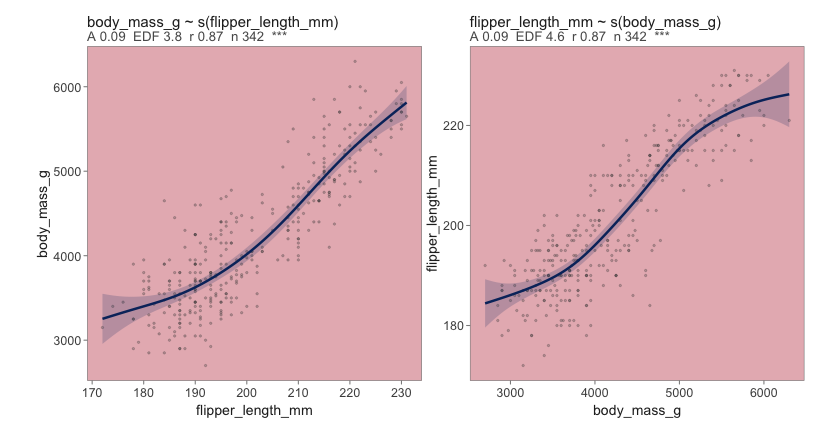 body_mass_g ~ s(flipper_length_mm)
A 0.09 EDF 3.8 r 0.87 n 342 ***
6000
5000
4000
3000
body_mass_g
170 180 190 200 210 220 230
flipper_length_mm
flipper_length_mm ~ s(body_mass_g)
A 0.09 EDF 4.6 r 0.87 n 342 ***
220
200
180
flipper_length_mm
3000 4000 5000 6000
body_mass_g